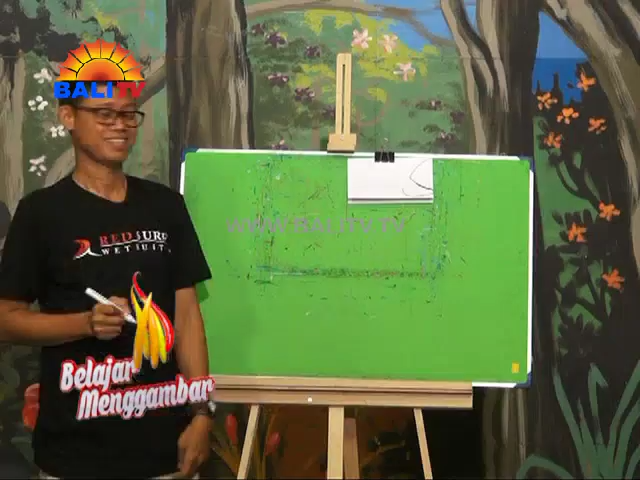 BALI TV
WWW.BALITV.TV
RED SURF
WETSUITS
Belajar
Menggambar